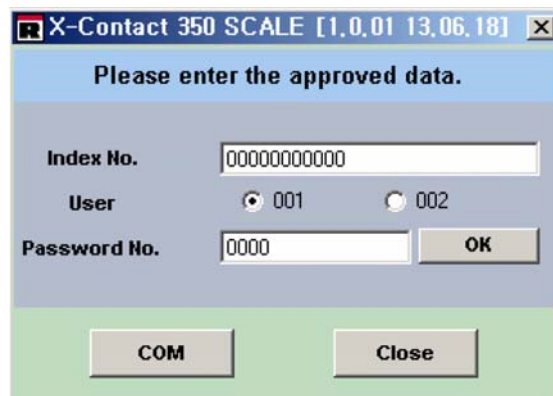 R X-Contact 350 SCALE [1.0.01 13.06.18]
Please enter the approved data.
Index No. 00000000000
User 001 002
Password No. 0000 OK
COM Close